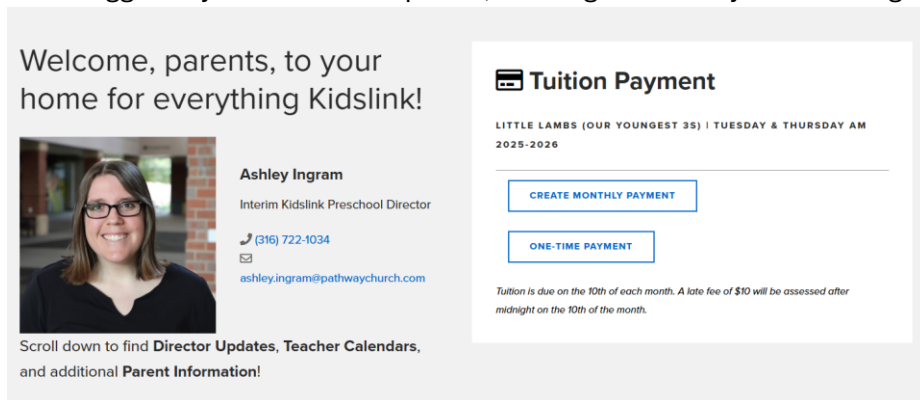 Welcome, parents, to your
home for everything Kidslink!
Ashley Ingram
Interim Kidslink Preschool Director
(316) 722-1034
ashley.ingram@pathwaychurch.com
Scroll down to find Director Updates, Teacher Calendars,
and additional Parent Information!
Tuition Payment
LITTLE LAMBS (OUR YOUNGEST 3S) | TUESDAY & THURSDAY AM
2025-2026
CREATE MONTHLY PAYMENT
ONE-TIME PAYMENT
Tuition is due on the 10th of each month. A late fee of $10 will be assessed after
midnight on the 10th of the month.